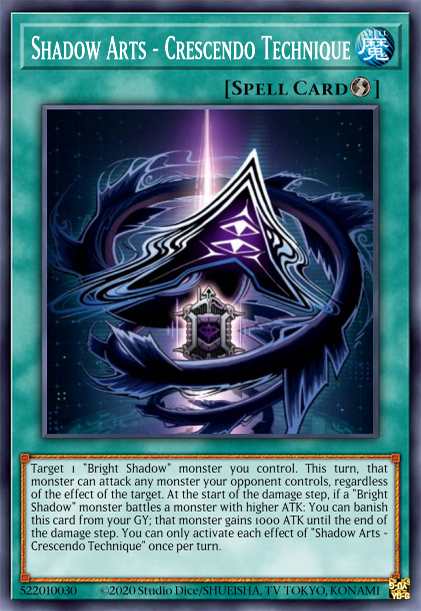 Shadow Arts - Crescendo Technique
SPELL
魔
[Spell Card]
Target 1 "Bright Shadow" monster you control. This turn, that
monster can attack any monster your opponent controls, regardless
of the effect of the target. At the start of the damage step, if a "Bright
Shadow" monster battles a monster with higher ATK: You can banish
this card from your GY; that monster gains 1000 ATK until the end of
the damage step. You can only activate each effect of "Shadow Arts -
Crescendo Technique" once per turn.
522010030 ©2020 Studio Dice/SHUEISHA, TV TOKYO, KONAMI